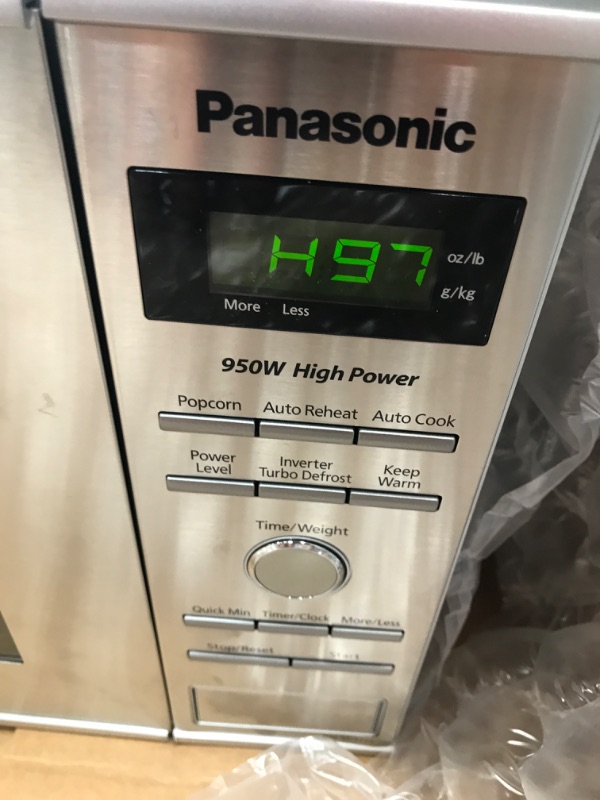 Panasonic
H97
oz/lb
g/kg
More Less
950W High Power
Popcorn Auto Reheat Auto Cook
Power Level
Inverter Turbo Defrost
Keep Warm
Time/Weight
Quick Min Timer/Clock More/Less
Stop/Reset Start